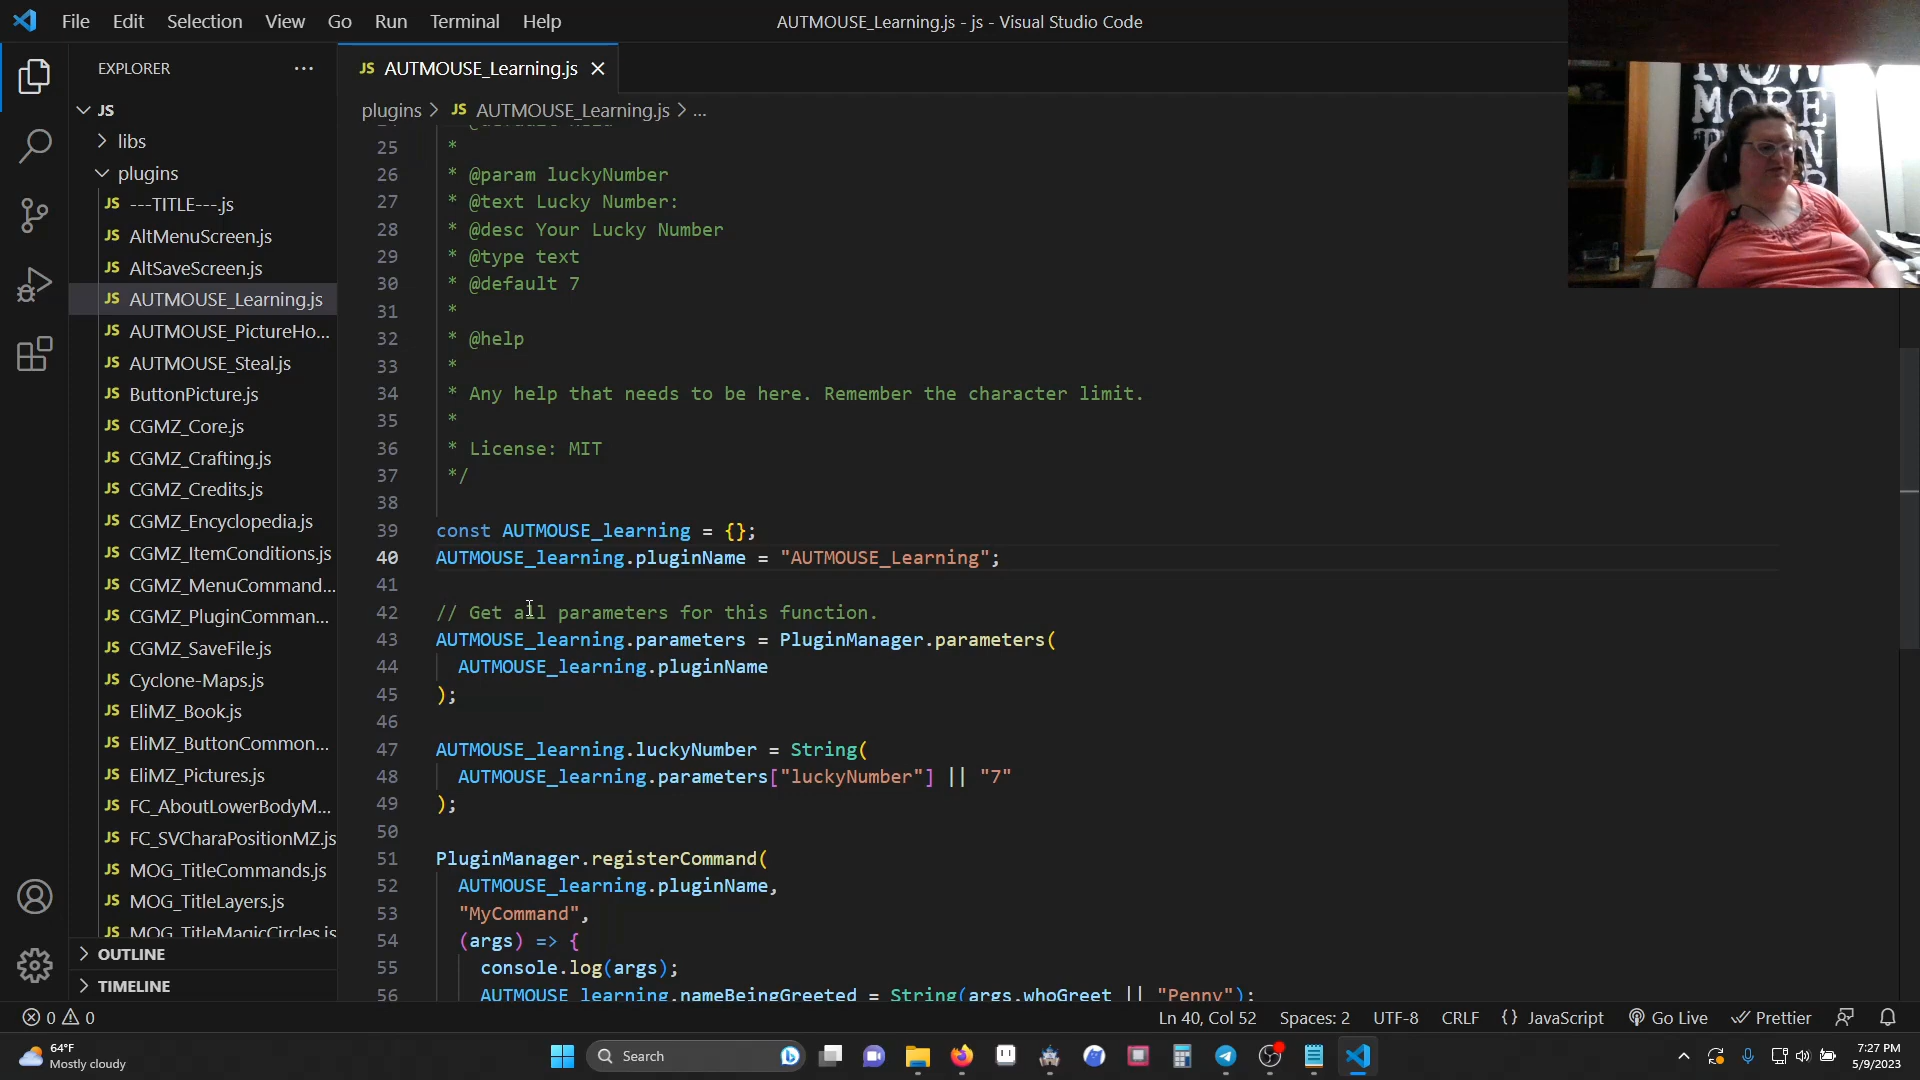 File Edit Selection View Go Run Terminal Help
AUTMOUSE_Learning.js - js - Visual Studio Code
EXPLORER
JS AUTMOUSE_Learning.js
plugins > JS AUTMOUSE_Learning.js > ...
JS
libs
plugins
JS ---TITLE---.js
JS AltMenuScreen.js
JS AltSaveScreen.js
JS AUTMOUSE_Learning.js
JS AUTMOUSE_PictureHo...
JS AUTMOUSE_Steal.js
JS ButtonPicture.js
JS CGMZ_Core.js
JS CGMZ_Crafting.js
JS CGMZ_Credits.js
JS CGMZ_Encyclopedia.js
JS CGMZ_ItemConditions.js
JS CGMZ_MenuCommand...
JS CGMZ_PluginComman...
JS CGMZ_SaveFile.js
JS Cyclone-Maps.js
JS EliMZ_Book.js
JS EliMZ_ButtonCommon...
JS EliMZ_Pictures.js
JS FC_AboutLowerBodyM...
JS FC_SVCharaPositionMZ.js
JS MOG_TitleCommands.js
JS MOG_TitleLayers.js
JS MOG_TitleMagicCircles.js
OUTLINE
TIMELINE
25 *
26 * @param luckyNumber
27 * @text Lucky Number:
28 * @desc Your Lucky Number
29 * @type text
30 * @default 7
31 *
32 * @help
33 *
34 * Any help that needs to be here. Remember the character limit.
35 *
36 * License: MIT
37 */
38
39 const AUTMOUSE_learning = {};
40 AUTMOUSE_learning.pluginName = "AUTMOUSE_Learning";
41
42 // Get all parameters for this function.
43 AUTMOUSE_learning.parameters = PluginManager.parameters(
44 AUTMOUSE_learning.pluginName
45 );
46
47 AUTMOUSE_learning.luckyNumber = String(
48 AUTMOUSE_learning.parameters["luckyNumber"] || "7"
49 );
50
51 PluginManager.registerCommand(
52 AUTMOUSE_learning.pluginName,
53 "MyCommand",
54 (args) => {
55 console.log(args);
56 AUTMOUSE_learning.nameBeingGreeted = String(args.whoGreet || "Penny");
NOW
MORE
0 0
Ln 40, Col 52 Spaces: 2 UTF-8 CRLF {} JavaScript Go Live Prettier
64°F
Mostly cloudy
Search
7:27 PM
5/9/2023